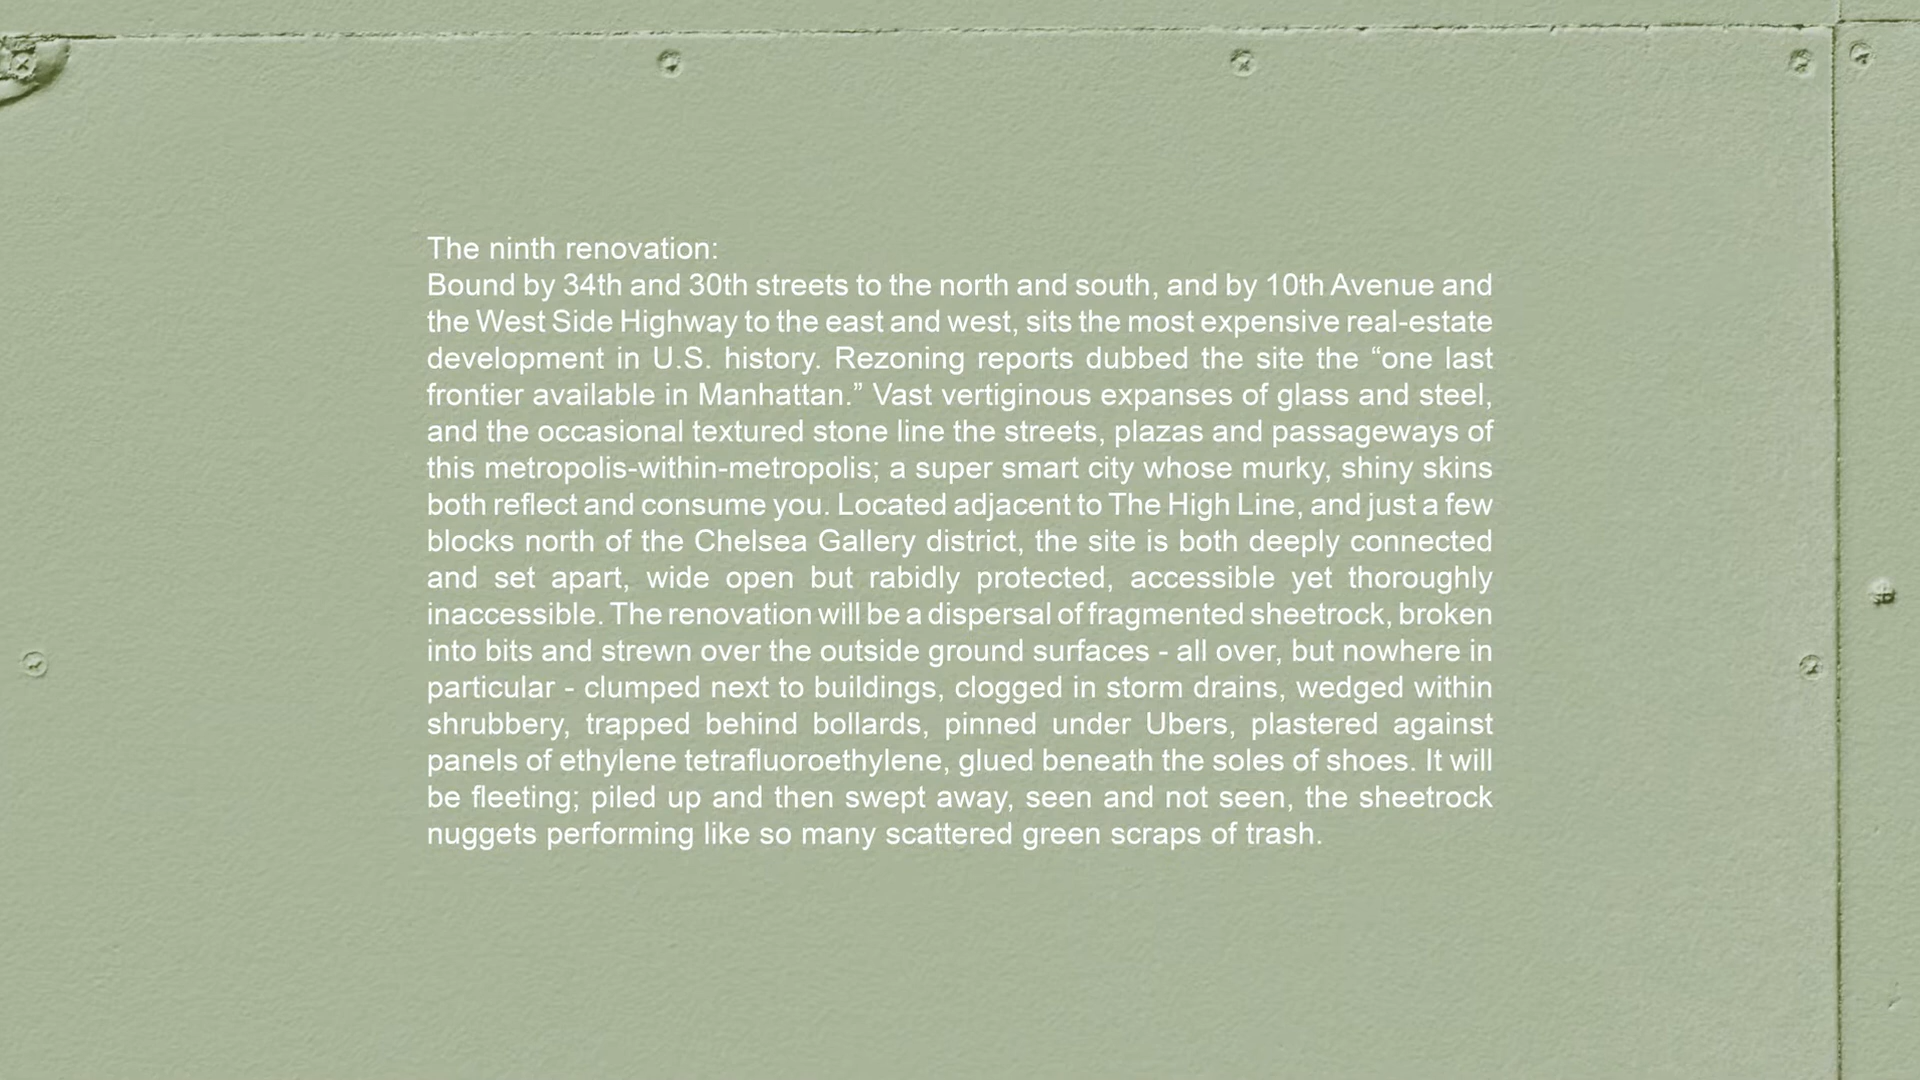 The ninth renovation:
Bound by 34th and 30th streets to the north and south, and by 10th Avenue and
the West Side Highway to the east and west, sits the most expensive real-estate
development in U.S. history. Rezoning reports dubbed the site the “one last
frontier available in Manhattan.” Vast vertiginous expanses of glass and steel,
and the occasional textured stone line the streets, plazas and passageways of
this metropolis-within-metropolis; a super smart city whose murky, shiny skins
both reflect and consume you. Located adjacent to The High Line, and just a few
blocks north of the Chelsea Gallery district, the site is both deeply connected
and set apart, wide open but rabidly protected, accessible yet thoroughly
inaccessible. The renovation will be a dispersal of fragmented sheetrock, broken
into bits and strewn over the outside ground surfaces - all over, but nowhere in
particular - clumped next to buildings, clogged in storm drains, wedged within
shrubbery, trapped behind bollards, pinned under Ubers, plastered against
panels of ethylene tetrafluoroethylene, glued beneath the soles of shoes. It will
be fleeting; piled up and then swept away, seen and not seen, the sheetrock
nuggets performing like so many scattered green scraps of trash.